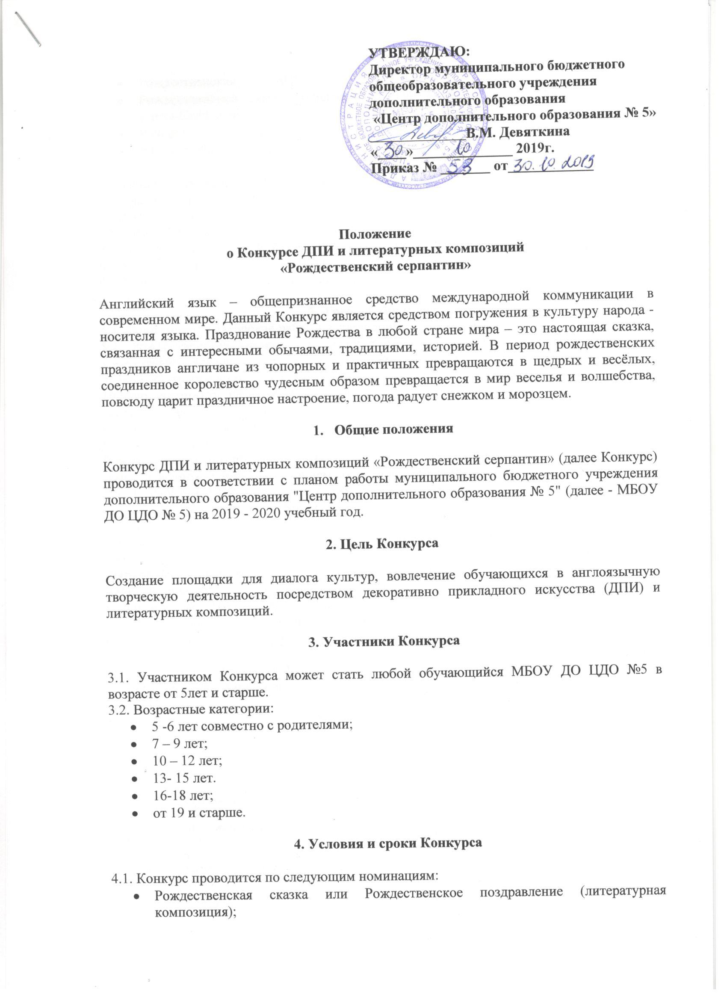 УТВЕРЖДАЮ:
Директор муниципального бюджетного
общеобразовательного учреждения
дополнительного образования
«Центр дополнительного образования № 5»
В.М. Девяткина
«30» 10 2019г.
Приказ № 53 от 30.10.2019
Положение
о Конкурсе ДПИ и литературных композиций
«Рождественский серпантин»
Английский язык – общепризнанное средство международной коммуникации в
современном мире. Данный Конкурс является средством погружения в культуру народа -
носителя языка. Празднование Рождества в любой стране мира – это настоящая сказка,
связанная с интересными обычаями, традициями, историей. В период рождественских
праздников англичане из чопорных и практичных превращаются в щедрых и весёлых,
соединенное королевство чудесным образом превращается в мир веселья и волшебства,
повсюду царит праздничное настроение, погода радует снежком и морозцем.
1. Общие положения
Конкурс ДПИ и литературных композиций «Рождественский серпантин» (далее Конкурс)
проводится в соответствии с планом работы муниципального бюджетного учреждения
дополнительного образования "Центр дополнительного образования № 5" (далее - МБОУ
ДО ЦДО № 5) на 2019 - 2020 учебный год.
2. Цель Конкурса
Создание площадки для диалога культур, вовлечение обучающихся в англоязычную
творческую деятельность посредством декоративно прикладного искусства (ДПИ) и
литературных композиций.
3. Участники Конкурса
3.1. Участником Конкурса может стать любой обучающийся МБОУ ДО ЦДО №5 в
возрасте от 5лет и старше.
3.2. Возрастные категории:
• 5 -6 лет совместно с родителями;
• 7 – 9 лет;
• 10 – 12 лет;
• 13- 15 лет.
• 16-18 лет;
• от 19 и старше.
4. Условия и сроки Конкурса
4.1. Конкурс проводится по следующим номинациям:
• Рождественская сказка или Рождественское поздравление (литературная
композиция);